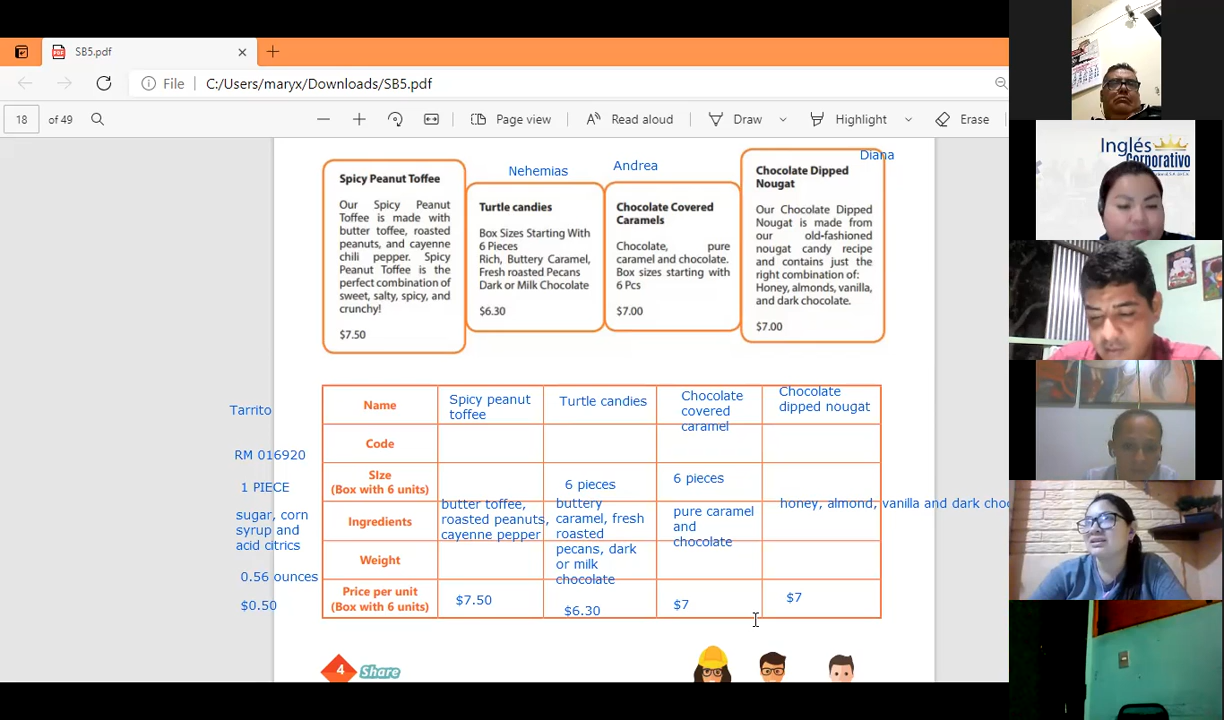 SB5.pdf
File
C:/Users/maryx/Downloads/SB5.pdf
18 of 49
Page view
Read aloud
Draw
Highlight
Erase
Nehemias
Andrea
Diana
Spicy Peanut Toffee
Our Spicy Peanut
Toffee is made with
butter toffee, roasted
peanuts, and cayenne
chili pepper. Spicy
Peanut Toffee is the
perfect combination of
sweet, salty, spicy, and
crunchy!
$7.50
Turtle candies
Box Sizes Starting With
6 Pieces
Rich, Buttery Caramel,
Fresh roasted Pecans
Dark or Milk Chocolate
$6.30
Chocolate Covered
Caramels
Chocolate, pure
caramel and chocolate.
Box sizes starting with
6 Pcs
$7.00
Chocolate Dipped
Nougat
Our Chocolate Dipped
Nougat is made from
our old-fashioned
nougat candy recipe
and contains just the
right combination of:
Honey, almonds, vanilla,
and dark chocolate.
$7.00
Tarrito
Name
Spicy peanut
toffee
Turtle candies
Chocolate
covered
caramel
Chocolate
dipped nougat
RM 016920
Code
1 PIECE
SIze
(Box with 6 units)
6 pieces
6 pieces
sugar, corn
syrup and
acid citrics
Ingredients
butter toffee,
roasted peanuts,
cayenne pepper
buttery
caramel, fresh
roasted
pecans, dark
or milk
chocolate
pure caramel
and
chocolate
honey, almond, vanilla and dark choc
0.56 ounces
Weight
$0.50
Price per unit
(Box with 6 units)
$7.50
$6.30
$7
$7
4 Share
Inglés
Corporativo